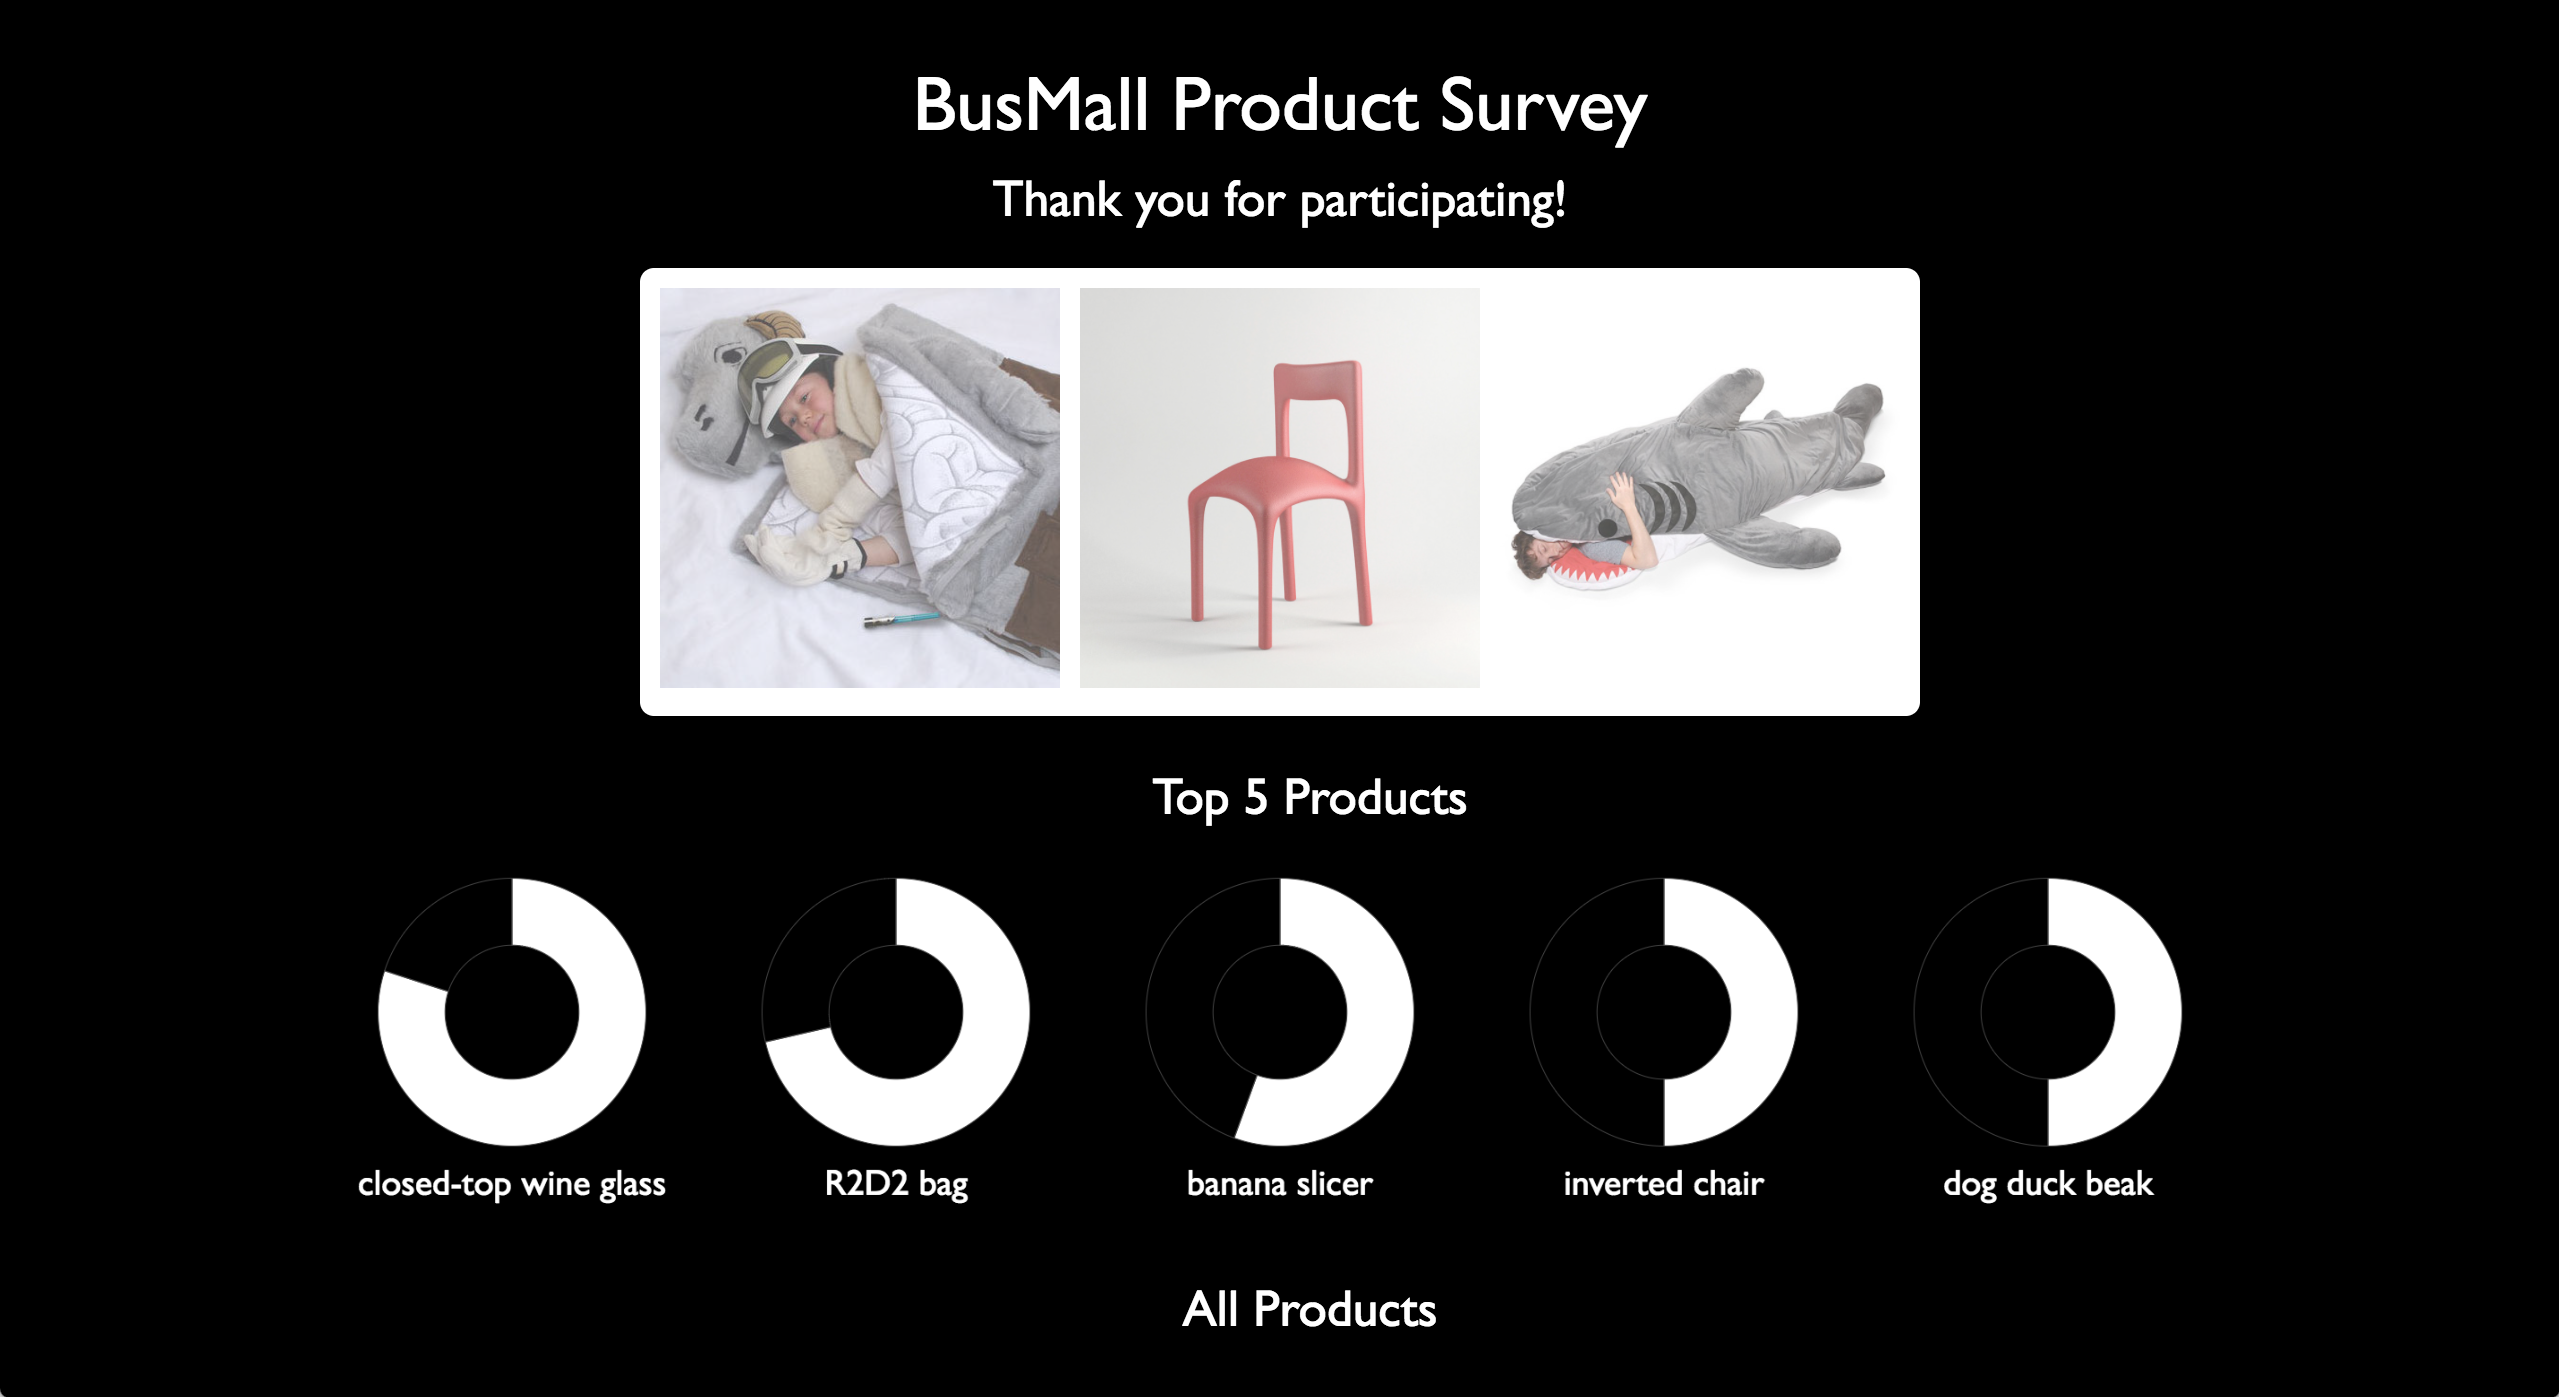 BusMall Product Survey
Thank you for participating!
Top 5 Products
closed-top wine glass
R2D2 bag
banana slicer
inverted chair
dog duck beak
All Products